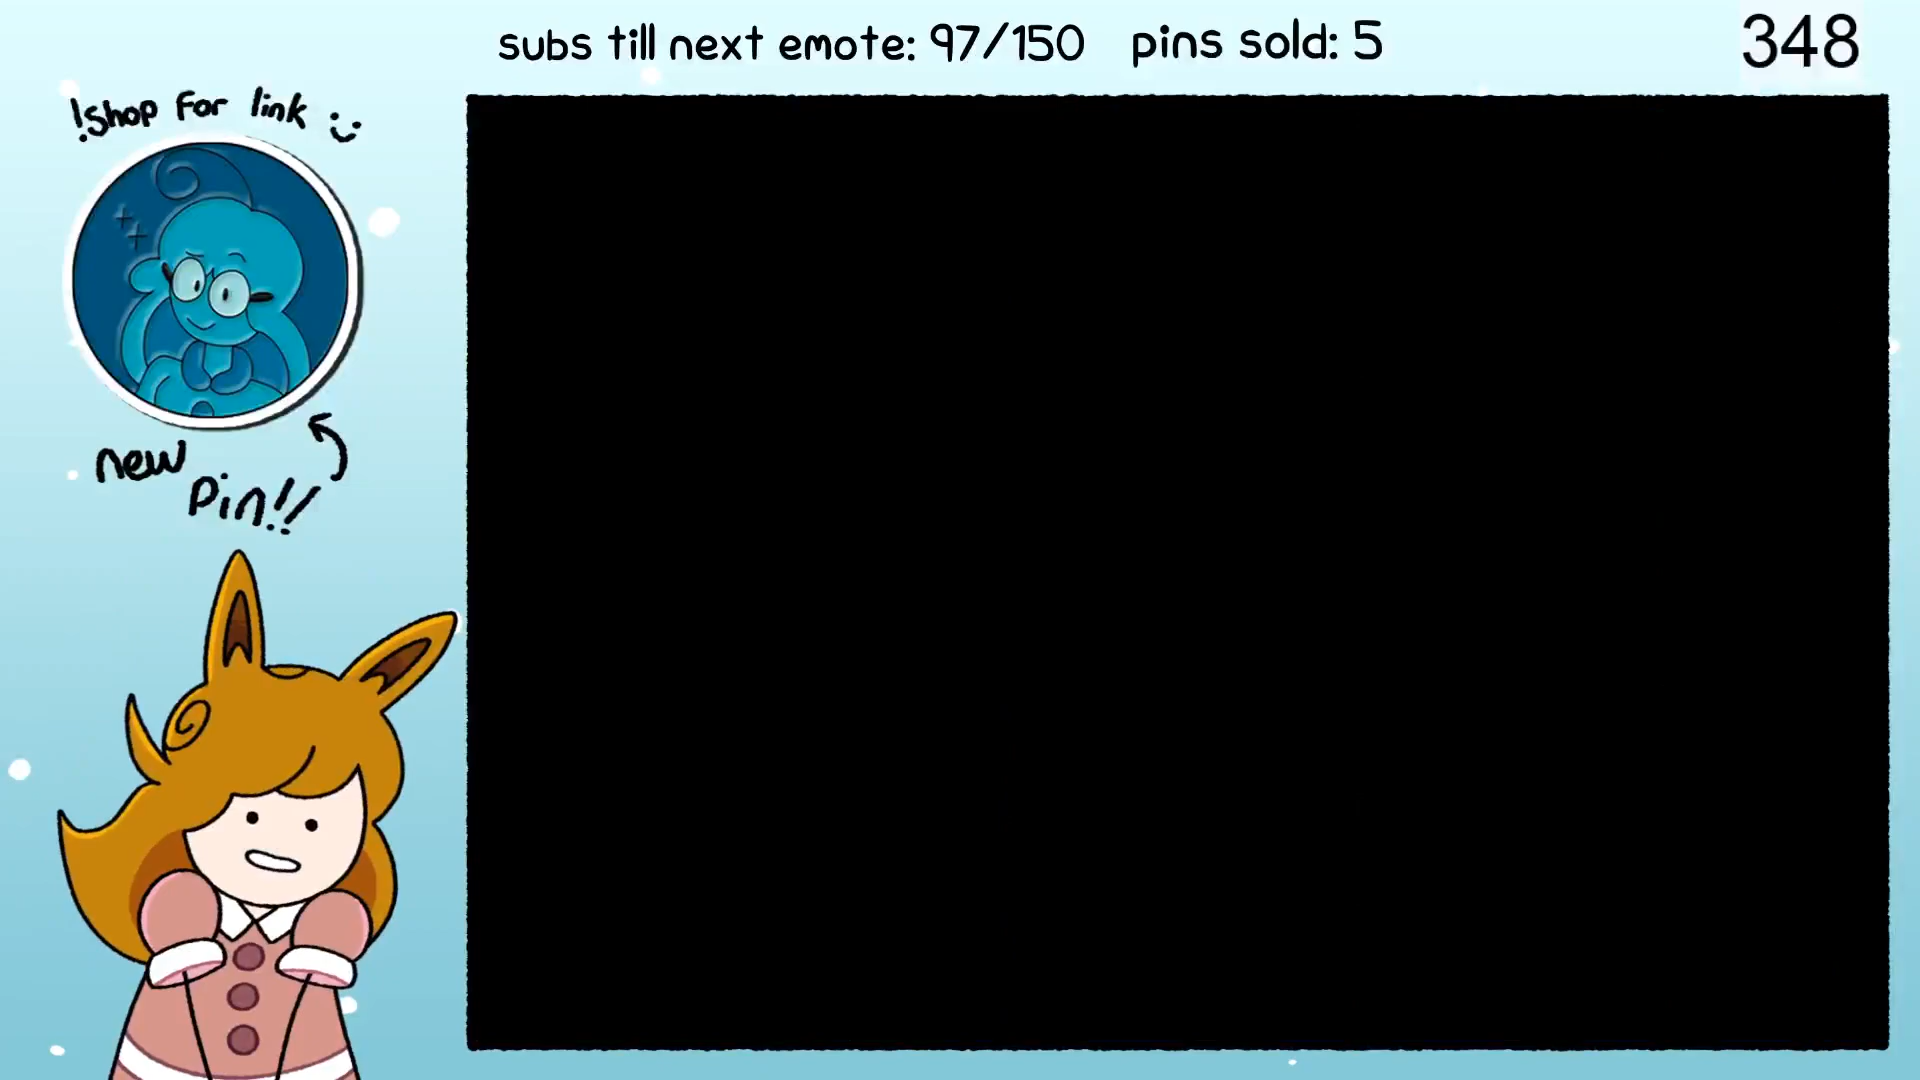 subs till next emote: 97/150 pins sold: 5
348
!shop for link :)
new
pin!!